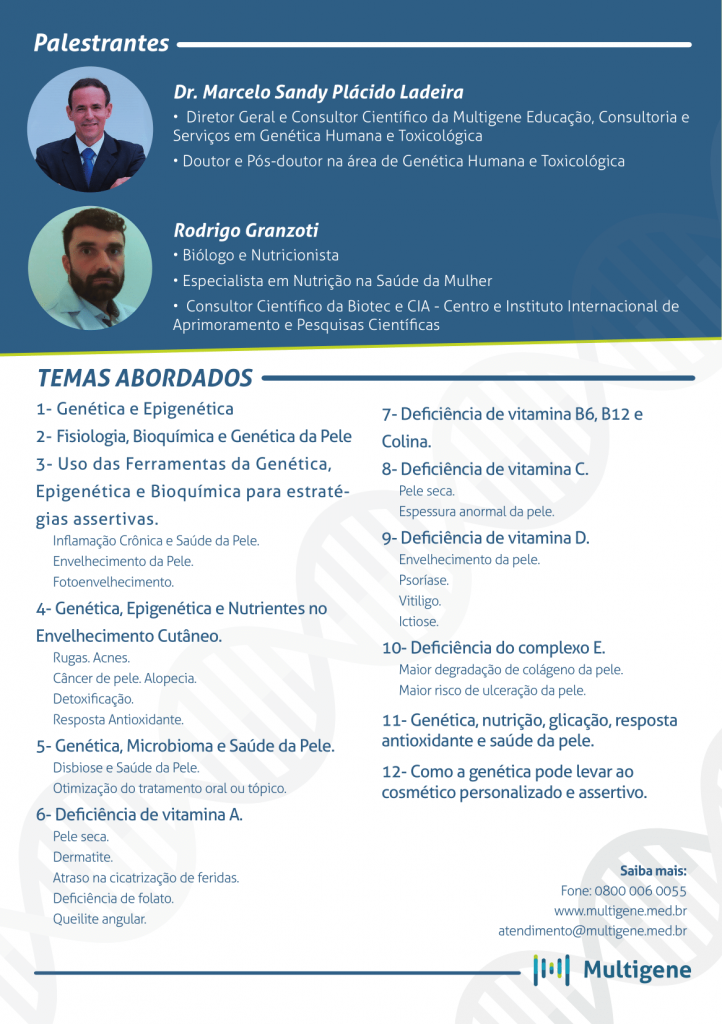 Palestrantes
Dr. Marcelo Sandy Plácido Ladeira
• Diretor Geral e Consultor Científico da Multigene Educação, Consultoria e
Serviços em Genética Humana e Toxicológica
• Doutor e Pós-doutor na área de Genética Humana e Toxicológica
Rodrigo Granzoti
• Biólogo e Nutricionista
• Especialista em Nutrição na Saúde da Mulher
• Consultor Científico da Biotec e CIA - Centro e Instituto Internacional de
Aprimoramento e Pesquisas Científicas
TEMAS ABORDADOS
1- Genética e Epigenética
2- Fisiologia, Bioquímica e Genética da Pele
3- Uso das Ferramentas da Genética,
Epigenética e Bioquímica para estraté-
gias assertivas.
Inflamação Crônica e Saúde da Pele.
Envelhecimento da Pele.
Fotoenvelhecimento.
4- Genética, Epigenética e Nutrientes no
Envelhecimento Cutâneo.
Rugas. Acnes.
Câncer de pele. Alopecia.
Detoxificação.
Resposta Antioxidante.
5- Genética, Microbioma e Saúde da Pele.
Disbiose e Saúde da Pele.
Otimização do tratamento oral ou tópico.
6- Deficiência de vitamina A.
Pele seca.
Dermatite.
Atraso na cicatrização de feridas.
Deficiência de folato.
Queilite angular.
7- Deficiência de vitamina B6, B12 e
Colina.
8- Deficiência de vitamina C.
Pele seca.
Espessura anormal da pele.
9- Deficiência de vitamina D.
Envelhecimento da pele.
Psoríase.
Vitiligo.
Ictiose.
10- Deficiência do complexo E.
Maior degradação de colágeno da pele.
Maior risco de ulceração da pele.
11- Genética, nutrição, glicação, resposta
antioxidante e saúde da pele.
12- Como a genética pode levar ao
cosmético personalizado e assertivo.
Saiba mais:
Fone: 0800 006 0055
www.multigene.med.br
atendimento@multigene.med.br
Multigene